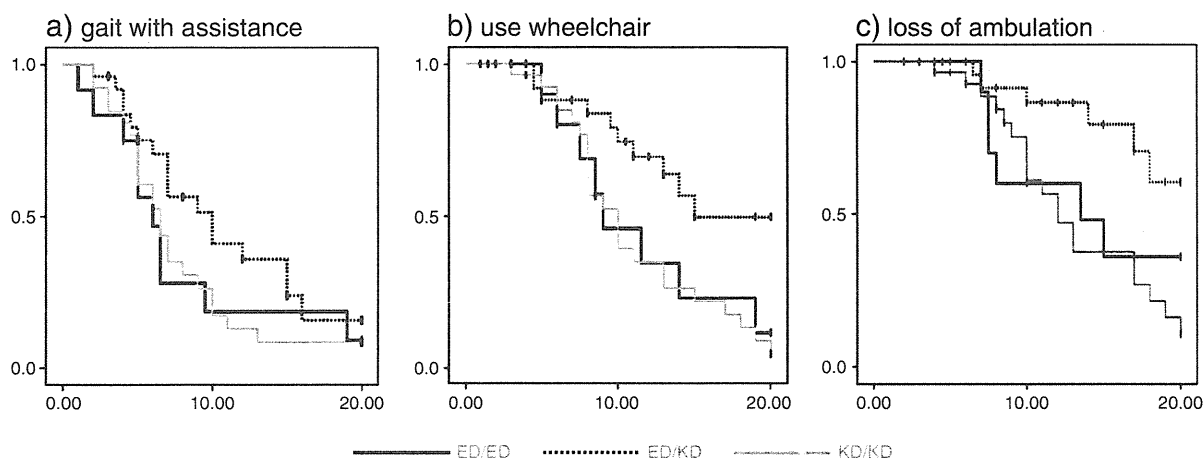 a) gait with assistance
b) use wheelchair
c) loss of ambulation
1.0
0.5
0.0
0.00 10.00 20.00
1.0
0.5
0.0
0.00 10.00 20.00
1.0
0.5
0.0
0.00 10.00 20.00
ED/ED ED/KD KD/KD